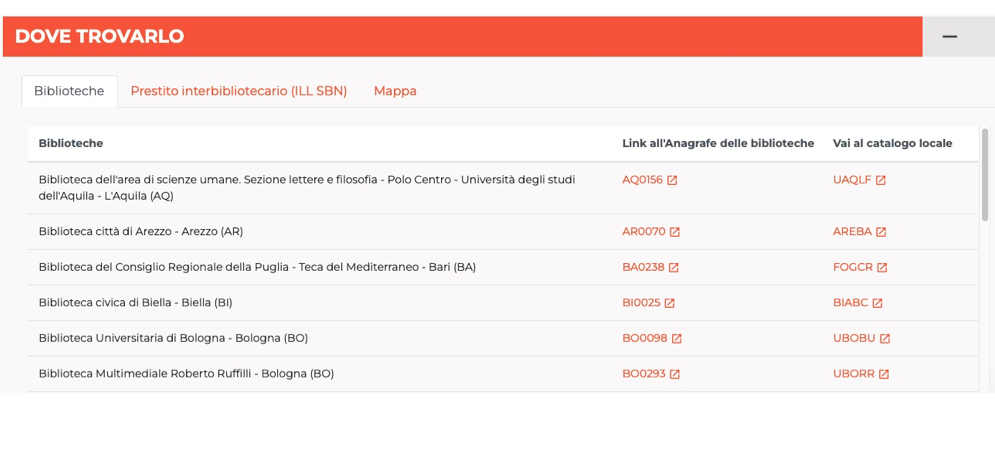 DOVE TROVARLO
Biblioteche Prestito interbibliotecario (ILL SBN) Mappa
Biblioteche Link all'Anagrafe delle biblioteche Vai al catalogo locale
Biblioteca dell'area di scienze umane. Sezione lettere e filosofia - Polo Centro - Università degli studi AQ0156 UAQLF
dell'Aquila - L'Aquila (AQ)
Biblioteca città di Arezzo - Arezzo (AR) AR0070 AREBA
Biblioteca del Consiglio Regionale della Puglia - Teca del Mediterraneo - Bari (BA) BA0238 FOGCR
Biblioteca civica di Biella - Biella (BI) BI0025 BIABC
Biblioteca Universitaria di Bologna - Bologna (BO) BO0098 UBOBU
Biblioteca Multimediale Roberto Ruffilli - Bologna (BO) BO0293 UBORR